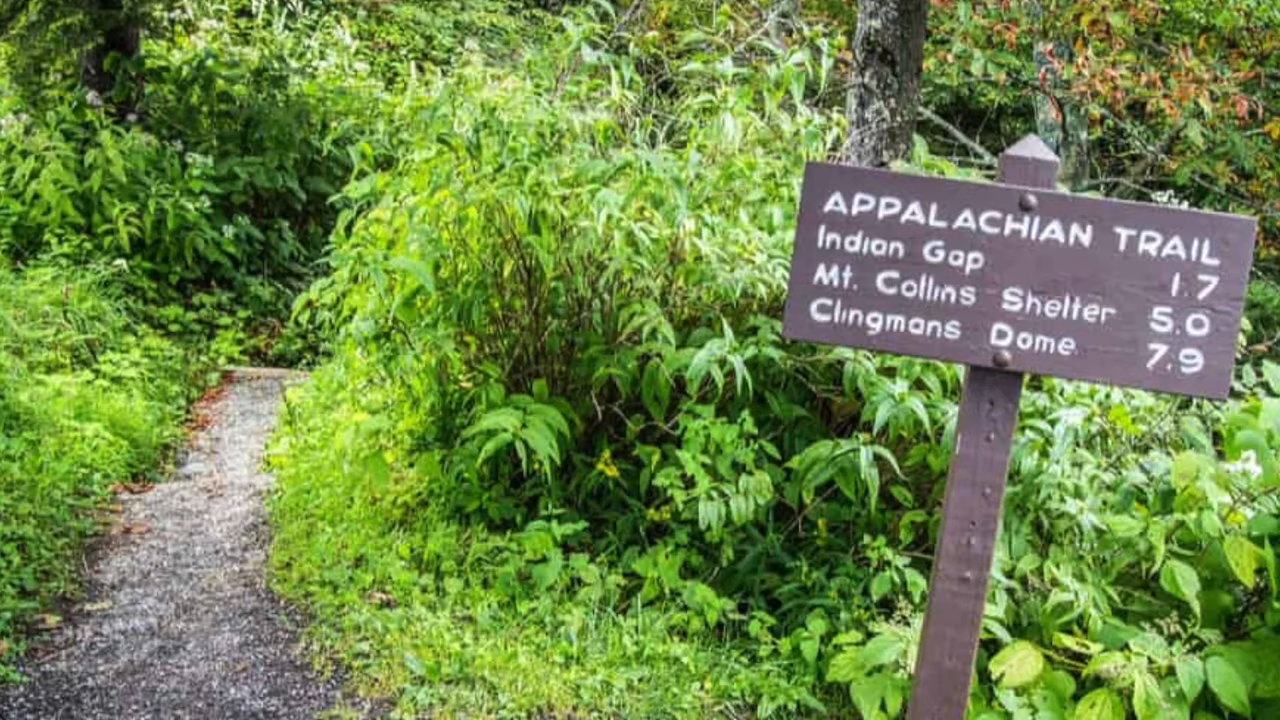 APPALACHIAN TRAIL
Indian Gap 1.7
Mt. Collins Shelter 5.0
Clingmans Dome 7.9